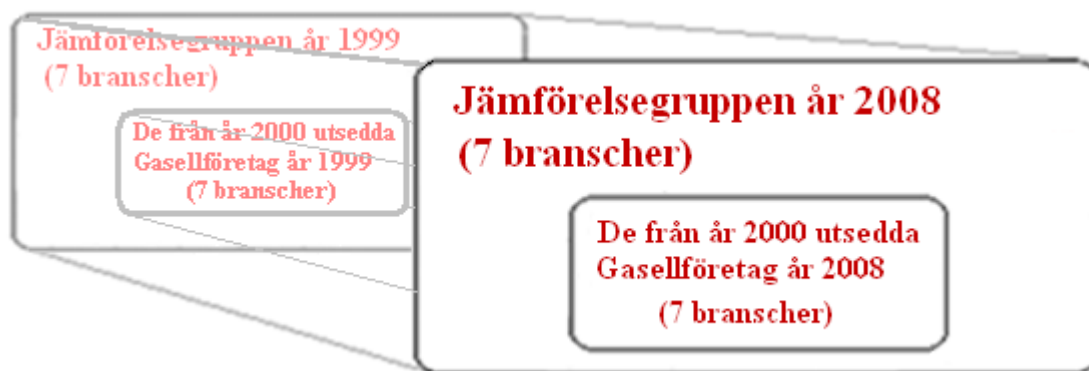 Jämförelsegruppen år 1999
(7 branscher)
De från år 2000 utsedda
Gasellföretag år 1999
(7 branscher)
Jämförelsegruppen år 2008
(7 branscher)
De från år 2000 utsedda
Gasellföretag år 2008
(7 branscher)